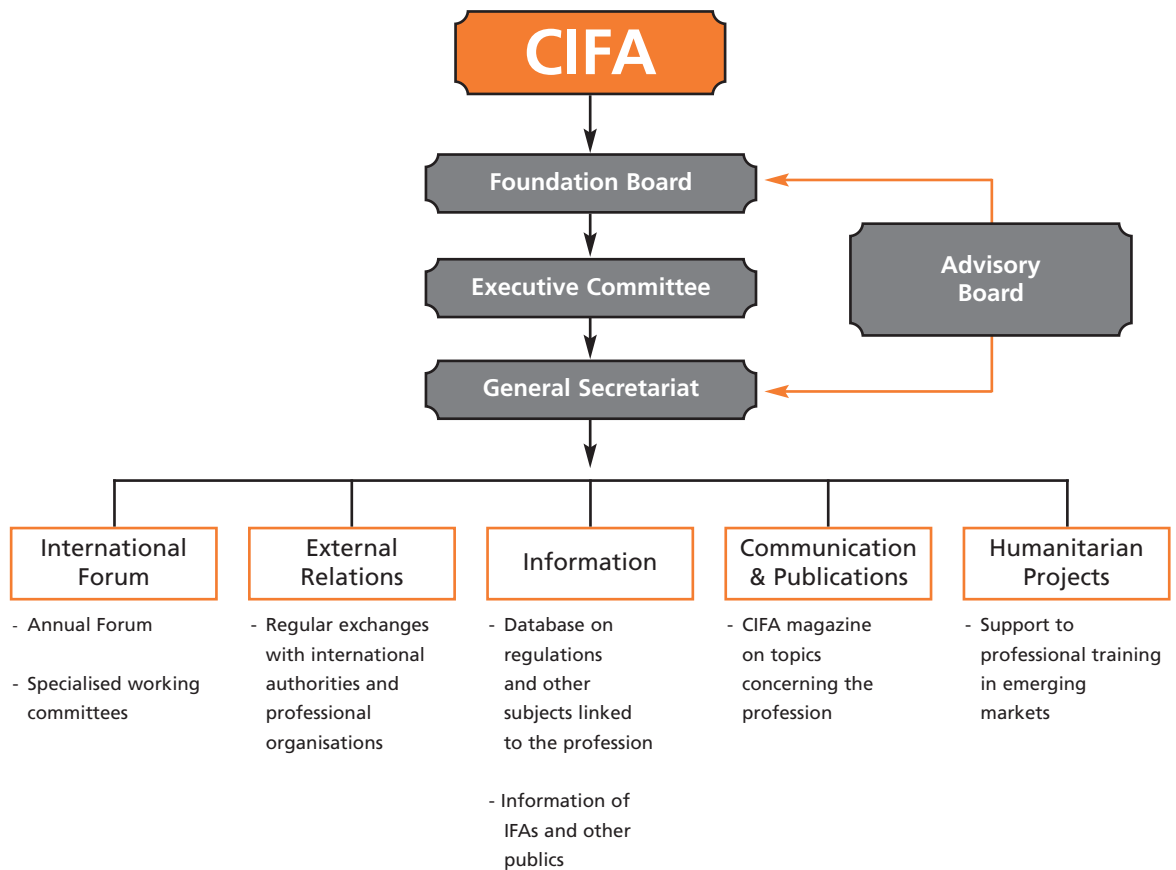 CIFA
Foundation Board
Advisory
Board
Executive Committee
General Secretariat
International
Forum
- Annual Forum
- Specialised working
committees
External
Relations
- Regular exchanges
with international
authorities and
professional
organisations
Information
- Database on
regulations
and other
subjects linked
to the profession
- Information of
IFAs and other
publics
Communication
& Publications
- CIFA magazine
on topics
concerning the
profession
Humanitarian
Projects
- Support to
professional training
in emerging
markets